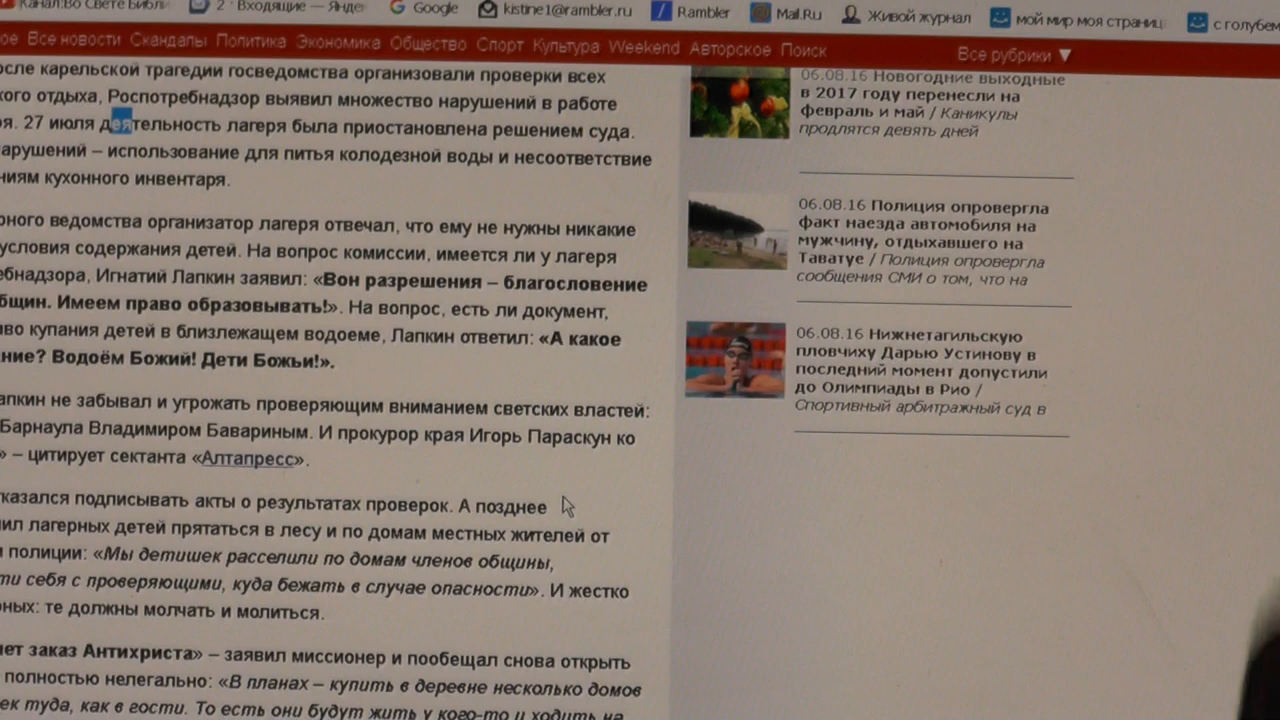 Канал:Во Свете Библи
2 · Входящие — Янде
Google
kistine1@rambler.ru
Rambler
Mail.Ru
Живой журнал
мой мир моя страниц
с голубем
ое Все новости Скандалы Политика Экономика Общество Спорт Культура Weekend Авторское Поиск
Все рубрики ▼
осле карельской трагедии госведомства организовали проверки всех
кого отдыха, Роспотребнадзор выявил множество нарушений в работе
ря. 27 июля деятельность лагеря была приостановлена решением суда.
арушений – использование для питья колодезной воды и несоответствие
ниям кухонного инвентаря.
рного ведомства организатор лагеря отвечал, что ему не нужны никакие
условия содержания детей. На вопрос комиссии, имеется ли у лагеря
ебнадзора, Игнатий Лапкин заявил: «Вон разрешения – благословение
бщин. Имеем право образовывать!». На вопрос, есть ли документ,
иво купания детей в близлежащем водоеме, Лапкин ответил: «А какое
ние? Водоём Божий! Дети Божьи!».
апкин не забывал и угрожать проверяющим вниманием светских властей:
Барнаула Владимиром Бавариным. И прокурор края Игорь Параскун ко
» – цитирует сектанта «Алтапресс».
казался подписывать акты о результатах проверок. А позднее
ил лагерных детей прятаться в лесу и по домам местных жителей от
и полиции: «Мы детишек расселили по домам членов общины,
ти себя с проверяющими, куда бежать в случае опасности». И жестко
рных: те должны молчать и молиться.
ет заказ Антихриста» – заявил миссионер и пообещал снова открыть
полностью нелегально: «В планах – купить в деревне несколько домов
ек туда, как в гости. То есть они будут жить у кого-то и ходить на
06.08.16 Новогодние выходные
в 2017 году перенесли на
февраль и май / Каникулы
продлятся девять дней
06.08.16 Полиция опровергла
факт наезда автомобиля на
мужчину, отдыхавшего на
Таватуе / Полиция опровергла
сообщения СМИ о том, что на
06.08.16 Нижнетагильскую
пловчиху Дарью Устинову в
последний момент допустили
до Олимпиады в Рио /
Спортивный арбитражный суд в